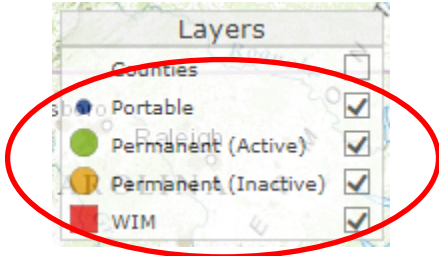 Layers
Counties
Portable
Raleigh
Permanent (Active)
Permanent (Inactive)
WIM